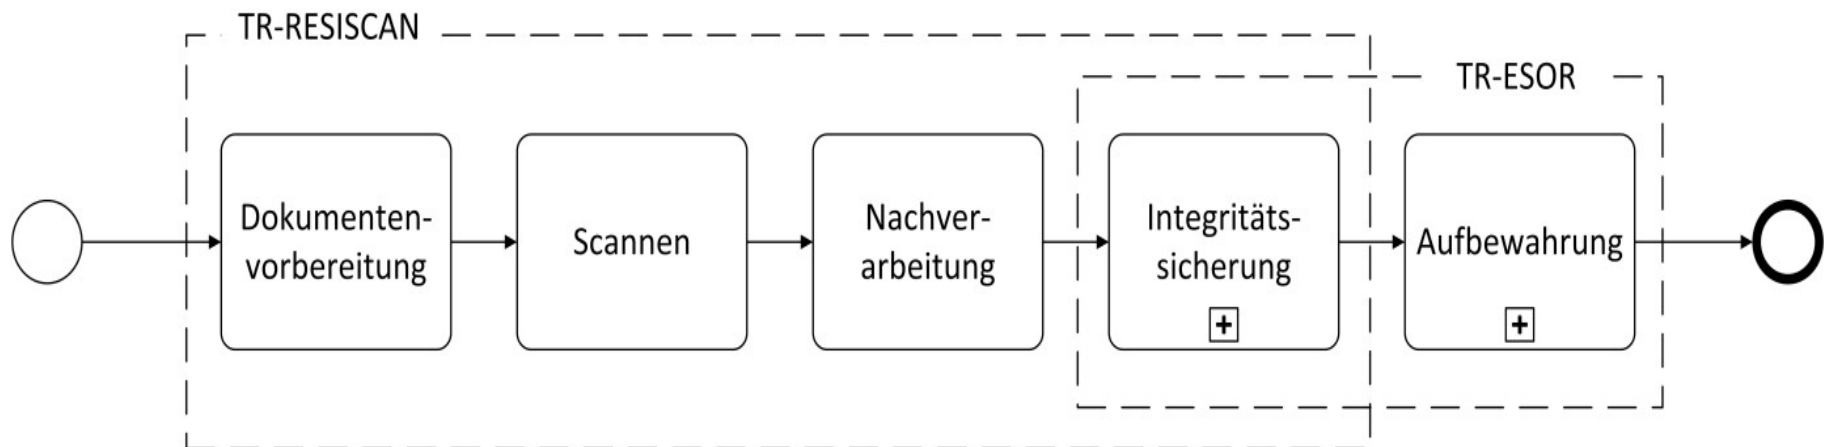 TR-RESISCAN
TR-ESOR
Dokumenten-
vorbereitung
Scannen
Nachver-
arbeitung
Integritäts-
sicherung
Aufbewahrung